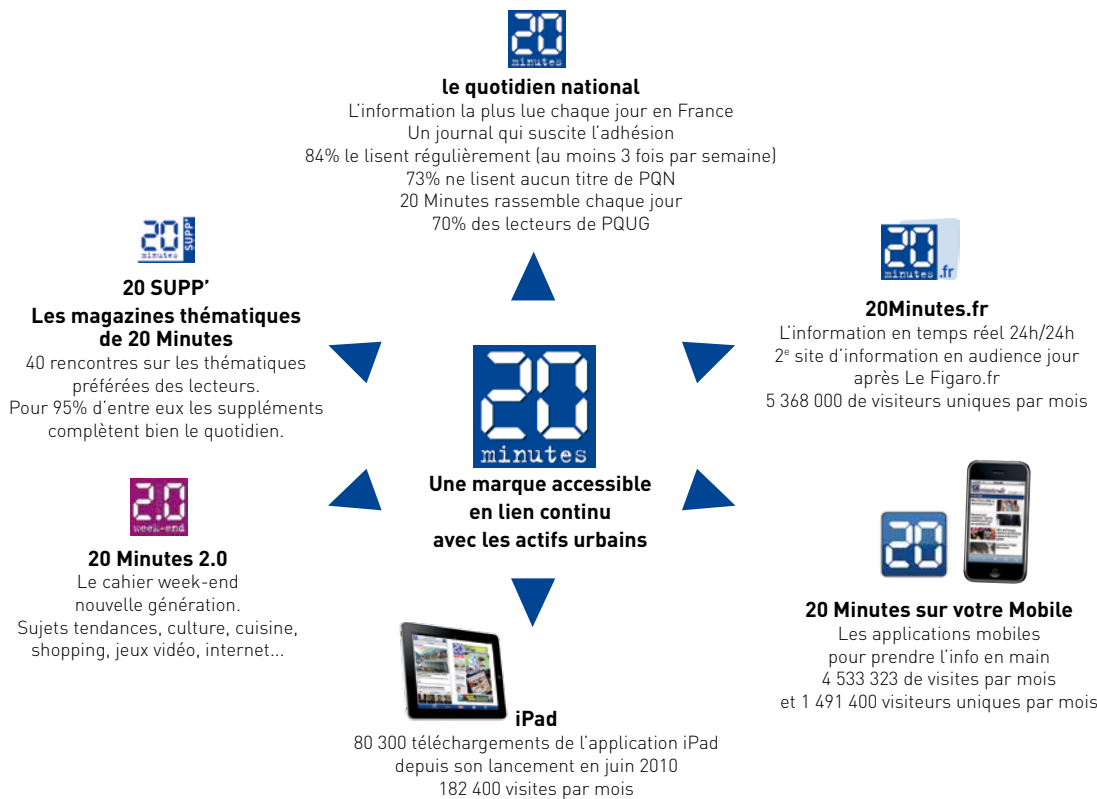 20
minutes
le quotidien national
L'information la plus lue chaque jour en France
Un journal qui suscite l'adhésion
84% le lisent régulièrement (au moins 3 fois par semaine)
73% ne lisent aucun titre de PQN
20 Minutes rassemble chaque jour
70% des lecteurs de PQUG
20
minutes
SUPP'
20 SUPP'
Les magazines thématiques
de 20 Minutes
40 rencontres sur les thématiques
préférées des lecteurs.
Pour 95% d'entre eux les suppléments
complètent bien le quotidien.
20
minutes.fr
20Minutes.fr
L'information en temps réel 24h/24h
2e site d'information en audience jour
après Le Figaro.fr
5 368 000 de visiteurs uniques par mois
20
minutes
Une marque accessible
en lien continu
avec les actifs urbains
2.0
week-end
20 Minutes 2.0
Le cahier week-end
nouvelle génération.
Sujets tendances, culture, cuisine,
shopping, jeux vidéo, internet...
20
20 Minutes sur votre Mobile
Les applications mobiles
pour prendre l'info en main
4 533 323 de visites par mois
et 1 491 400 visiteurs uniques par mois
iPad
80 300 téléchargements de l'application iPad
depuis son lancement en juin 2010
182 400 visites par mois